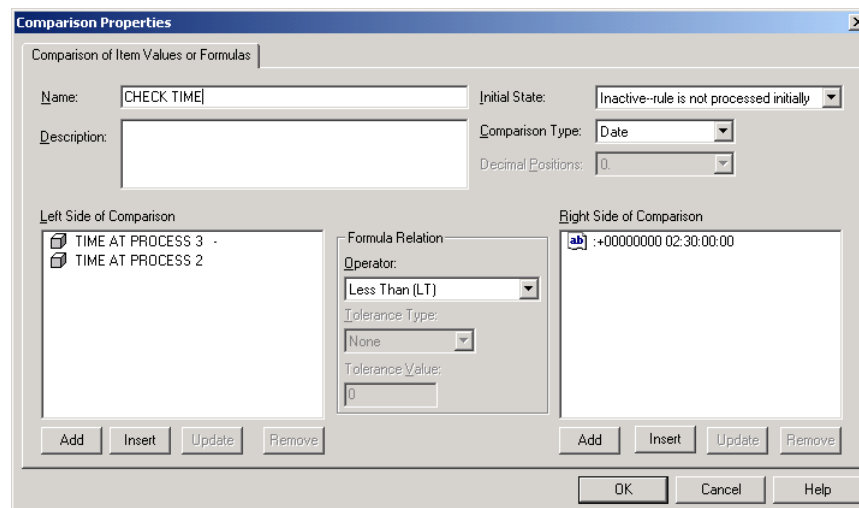 Comparison Properties
Comparison of Item Values or Formulas
Name: CHECK TIME
Initial State: Inactive--rule is not processed initially
Description:
Comparison Type: Date
Decimal Positions: 0.
Left Side of Comparison
TIME AT PROCESS 3 -
TIME AT PROCESS 2
Formula Relation
Operator:
Less Than (LT)
Tolerance Type:
None
Tolerance Value:
0
Right Side of Comparison
ab :+00000000 02:30:00:00
Add Insert Update Remove
Add Insert Update Remove
OK Cancel Help